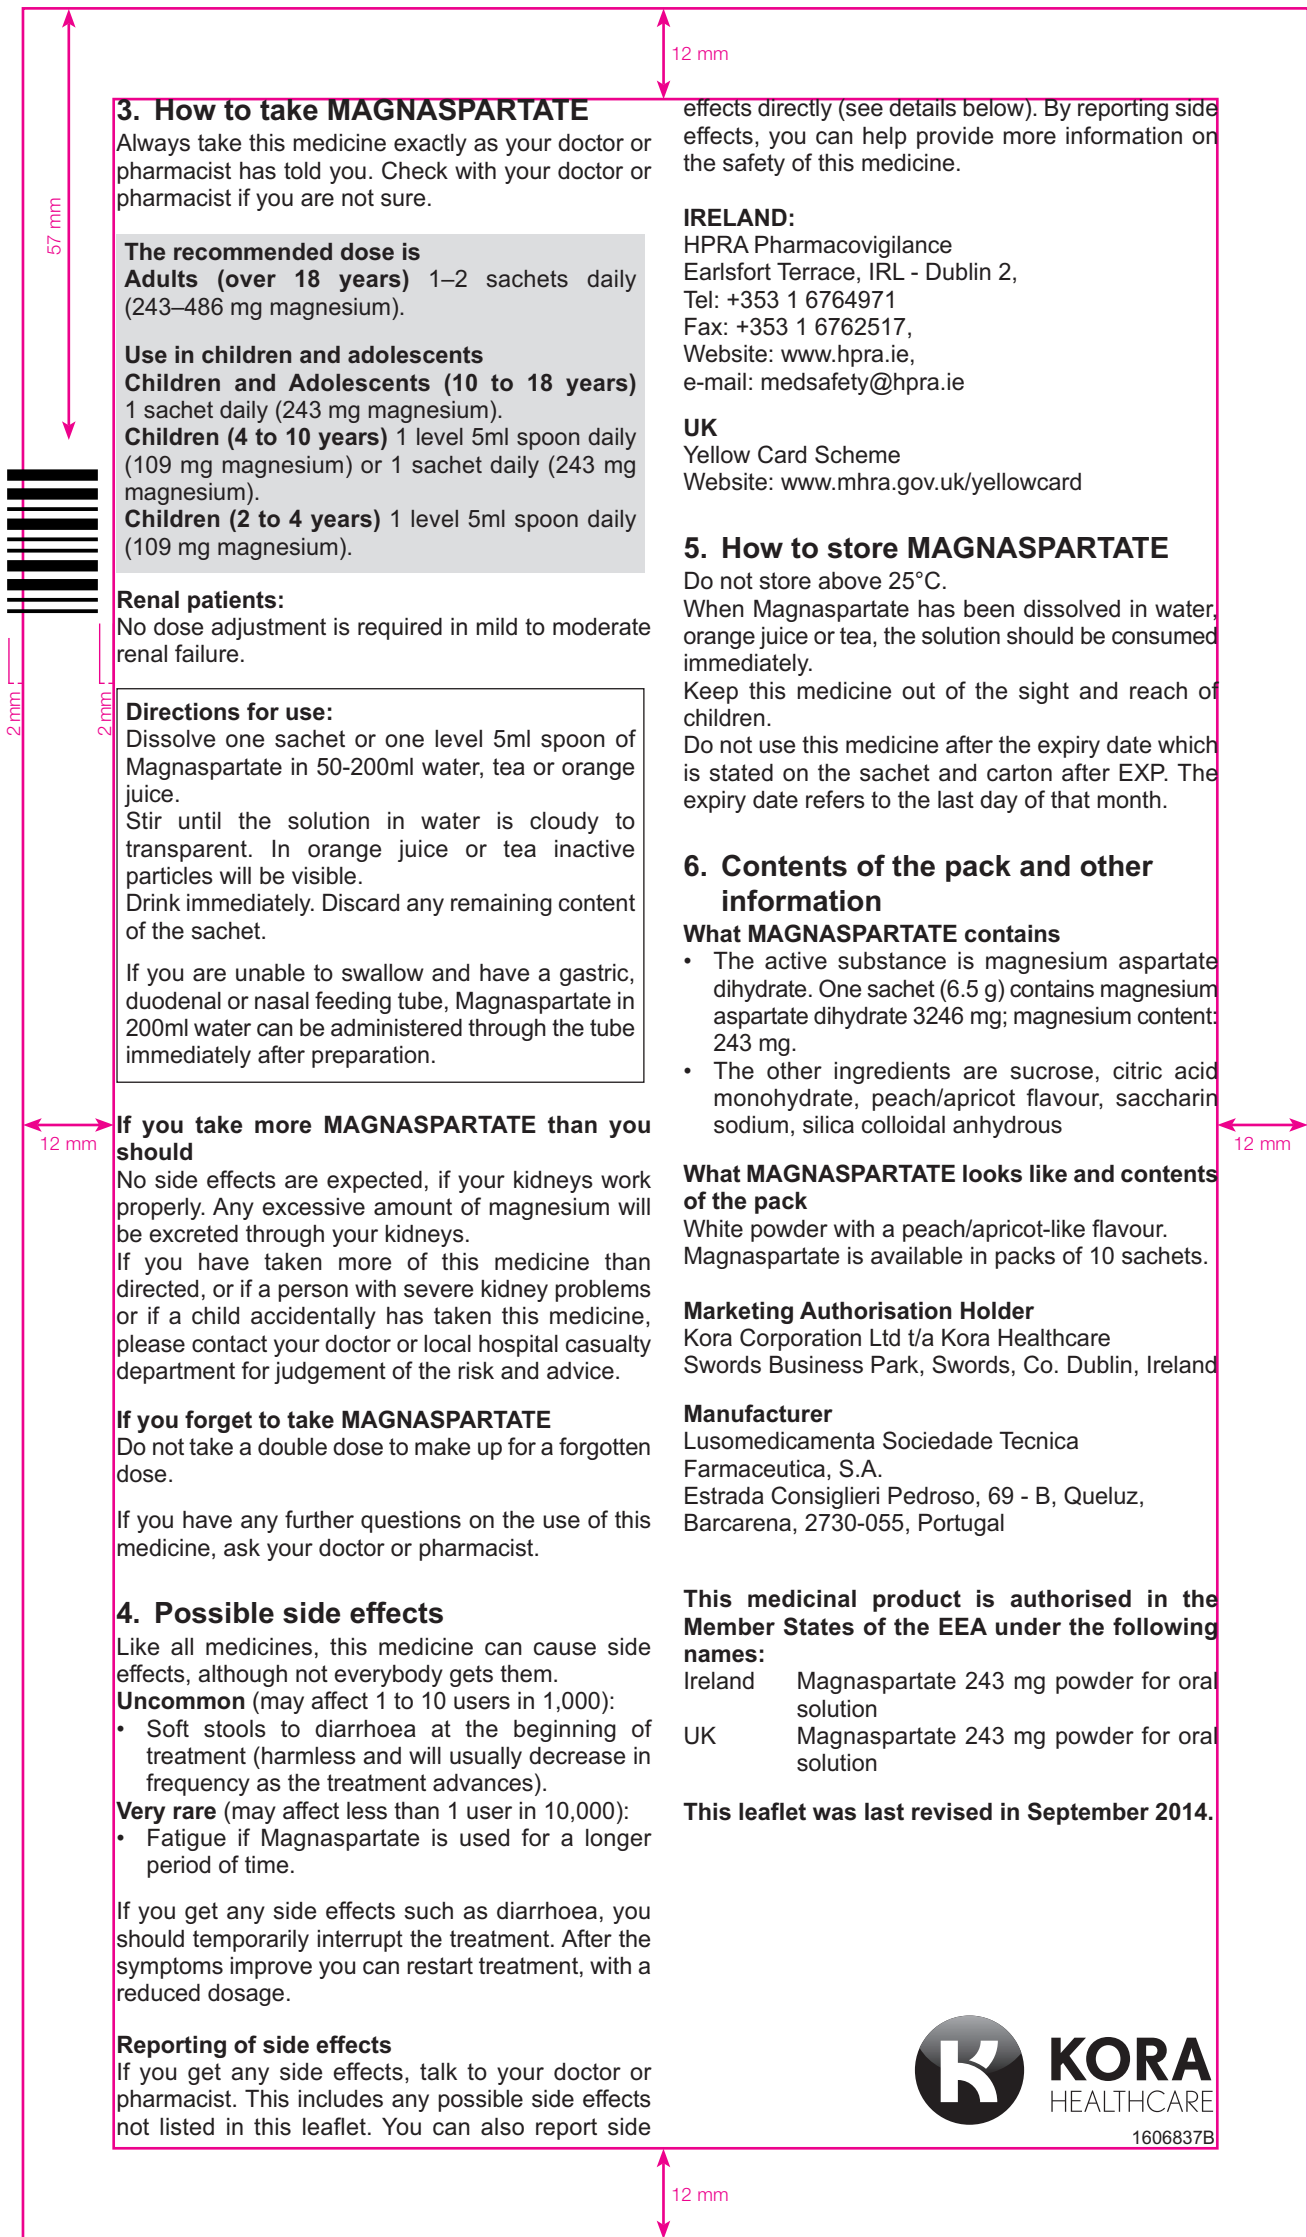 12 mm
57 mm
3. How to take MAGNASPARTATE
Always take this medicine exactly as your doctor or
pharmacist has told you. Check with your doctor or
pharmacist if you are not sure.
The recommended dose is
Adults (over 18 years) 1–2 sachets daily
(243–486 mg magnesium).
Use in children and adolescents
Children and Adolescents (10 to 18 years)
1 sachet daily (243 mg magnesium).
Children (4 to 10 years) 1 level 5ml spoon daily
(109 mg magnesium) or 1 sachet daily (243 mg
magnesium).
Children (2 to 4 years) 1 level 5ml spoon daily
(109 mg magnesium).
Renal patients:
No dose adjustment is required in mild to moderate
renal failure.
2 mm
2 mm
Directions for use:
Dissolve one sachet or one level 5ml spoon of
Magnaspartate in 50-200ml water, tea or orange
juice.
Stir until the solution in water is cloudy to
transparent. In orange juice or tea inactive
particles will be visible.
Drink immediately. Discard any remaining content
of the sachet.
If you are unable to swallow and have a gastric,
duodenal or nasal feeding tube, Magnaspartate in
200ml water can be administered through the tube
immediately after preparation.
12 mm
If you take more MAGNASPARTATE than you
should
No side effects are expected, if your kidneys work
properly. Any excessive amount of magnesium will
be excreted through your kidneys.
If you have taken more of this medicine than
directed, or if a person with severe kidney problems
or if a child accidentally has taken this medicine,
please contact your doctor or local hospital casualty
department for judgement of the risk and advice.
If you forget to take MAGNASPARTATE
Do not take a double dose to make up for a forgotten
dose.
If you have any further questions on the use of this
medicine, ask your doctor or pharmacist.
4. Possible side effects
Like all medicines, this medicine can cause side
effects, although not everybody gets them.
Uncommon (may affect 1 to 10 users in 1,000):
• Soft stools to diarrhoea at the beginning of
treatment (harmless and will usually decrease in
frequency as the treatment advances).
Very rare (may affect less than 1 user in 10,000):
• Fatigue if Magnaspartate is used for a longer
period of time.
If you get any side effects such as diarrhoea, you
should temporarily interrupt the treatment. After the
symptoms improve you can restart treatment, with a
reduced dosage.
Reporting of side effects
If you get any side effects, talk to your doctor or
pharmacist. This includes any possible side effects
not listed in this leaflet. You can also report side
effects directly (see details below). By reporting side
effects, you can help provide more information on
the safety of this medicine.
IRELAND:
HPRA Pharmacovigilance
Earlsfort Terrace, IRL - Dublin 2,
Tel: +353 1 6764971
Fax: +353 1 6762517,
Website: www.hpra.ie,
e-mail: medsafety@hpra.ie
UK
Yellow Card Scheme
Website: www.mhra.gov.uk/yellowcard
5. How to store MAGNASPARTATE
Do not store above 25°C.
When Magnaspartate has been dissolved in water,
orange juice or tea, the solution should be consumed
immediately.
Keep this medicine out of the sight and reach of
children.
Do not use this medicine after the expiry date which
is stated on the sachet and carton after EXP. The
expiry date refers to the last day of that month.
6. Contents of the pack and other
information
What MAGNASPARTATE contains
• The active substance is magnesium aspartate
dihydrate. One sachet (6.5 g) contains magnesium
aspartate dihydrate 3246 mg; magnesium content:
243 mg.
• The other ingredients are sucrose, citric acid
monohydrate, peach/apricot flavour, saccharin
sodium, silica colloidal anhydrous
12 mm
What MAGNASPARTATE looks like and contents
of the pack
White powder with a peach/apricot-like flavour.
Magnaspartate is available in packs of 10 sachets.
Marketing Authorisation Holder
Kora Corporation Ltd t/a Kora Healthcare
Swords Business Park, Swords, Co. Dublin, Ireland
Manufacturer
Lusomedicamenta Sociedade Tecnica
Farmaceutica, S.A.
Estrada Consiglieri Pedroso, 69 - B, Queluz,
Barcarena, 2730-055, Portugal
This medicinal product is authorised in the
Member States of the EEA under the following
names:
Ireland Magnaspartate 243 mg powder for oral
solution
UK Magnaspartate 243 mg powder for oral
solution
This leaflet was last revised in September 2014.
K
KORA
HEALTHCARE
1606837B
12 mm